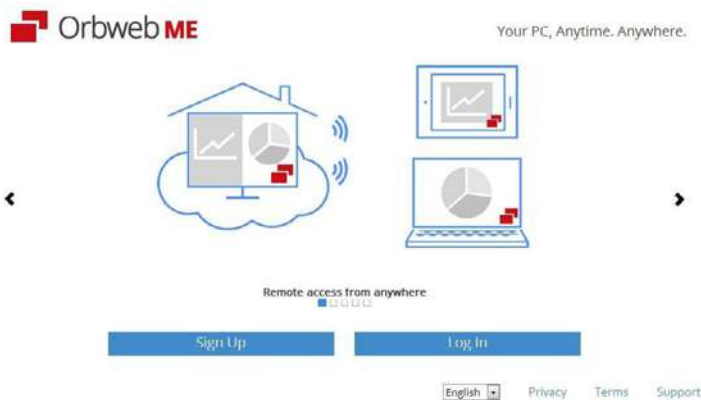 Orbweb ME
Your PC, Anytime. Anywhere.
Remote access from anywhere
Sign Up
Log In
English
Privacy
Terms
Support